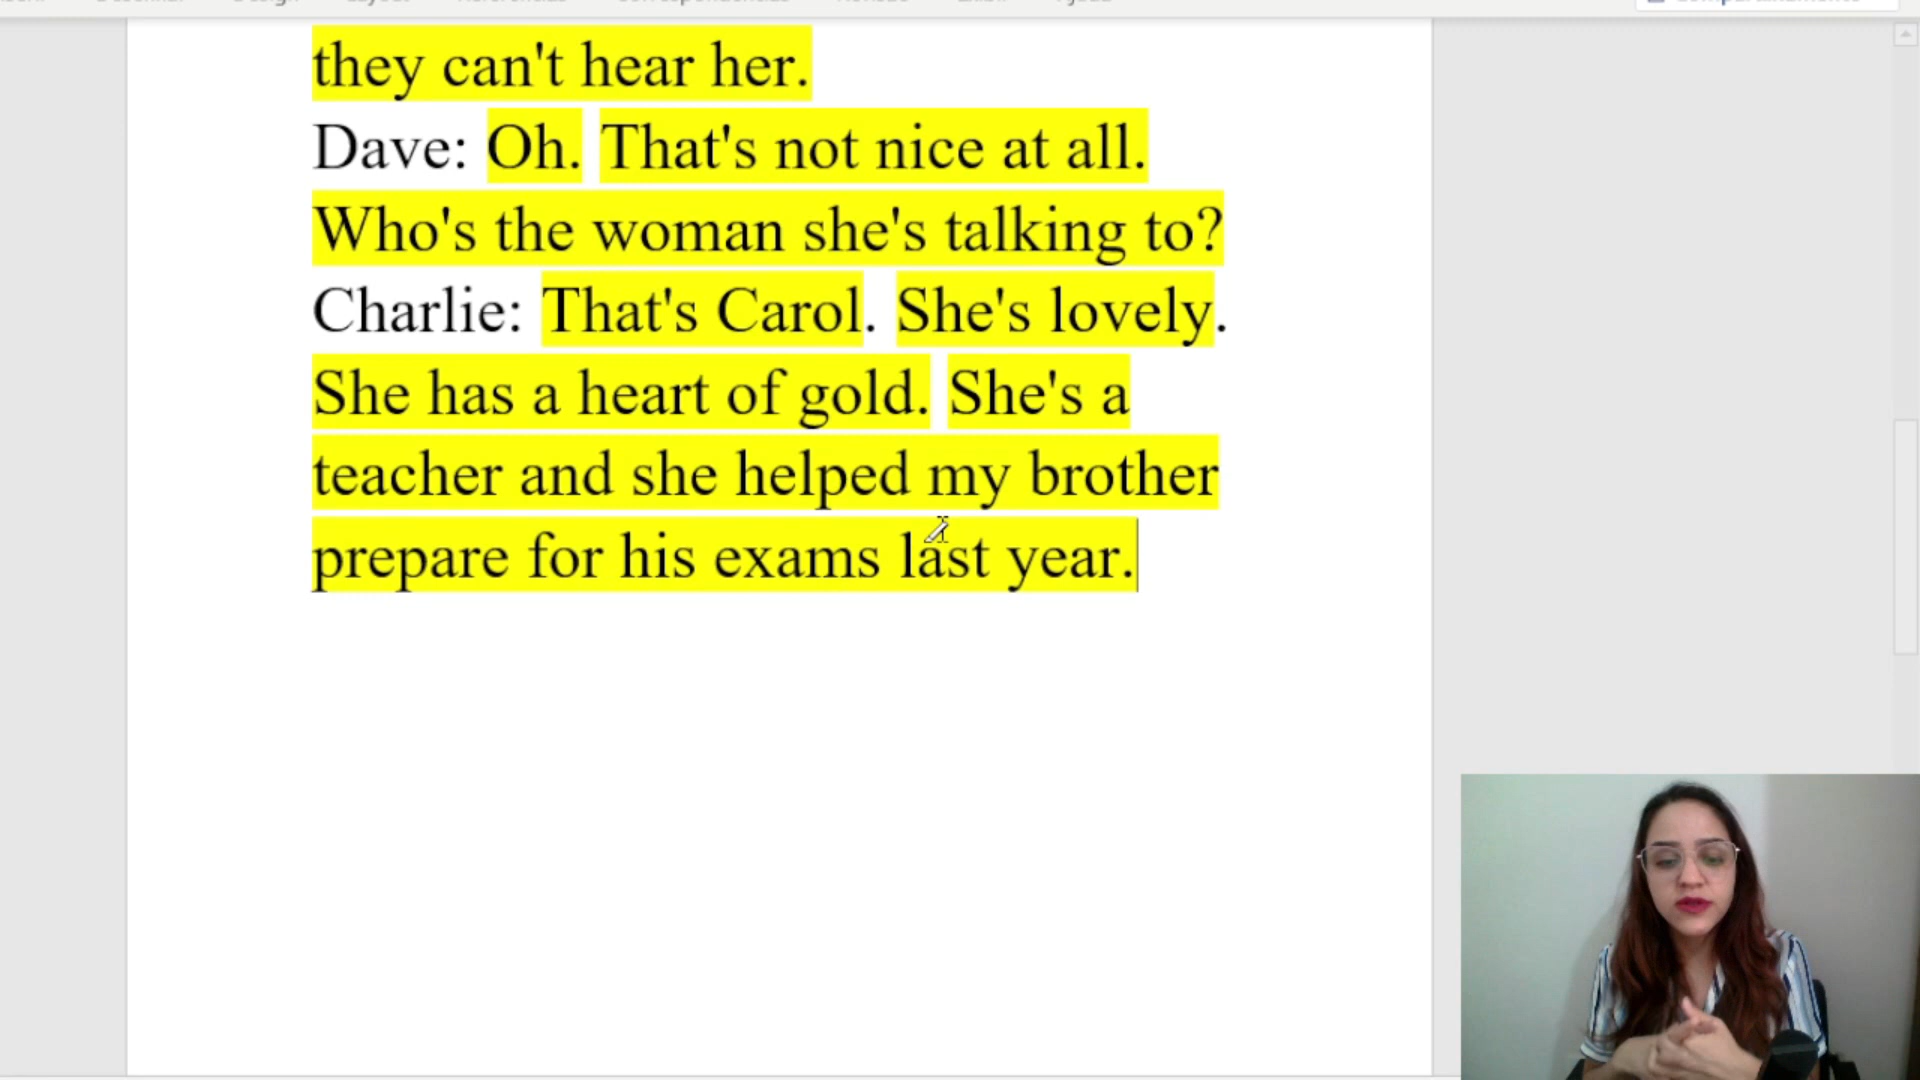 they can't hear her.
Dave: Oh. That's not nice at all.
Who's the woman she's talking to?
Charlie: That's Carol. She's lovely.
She has a heart of gold. She's a
teacher and she helped my brother
prepare for his exams last year.